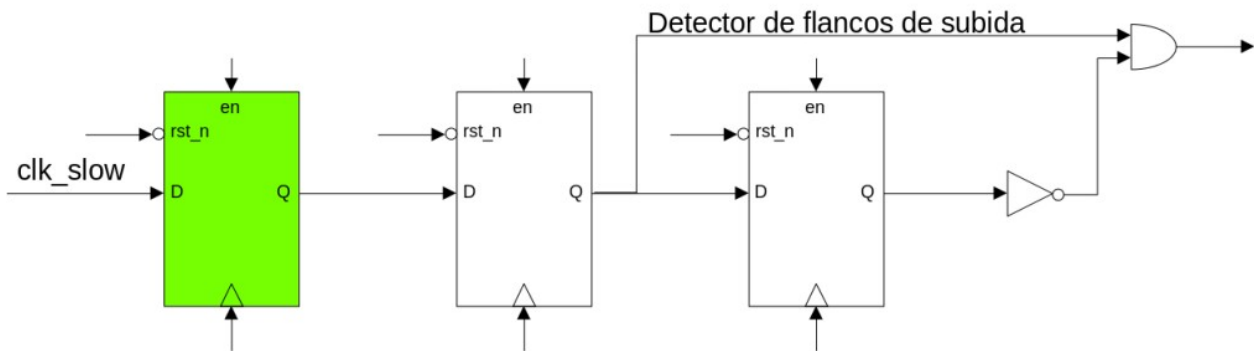 Detector de flancos de subida
en
en
en
rst_n
rst_n
rst_n
clk_slow
D
Q
D
Q
D
Q